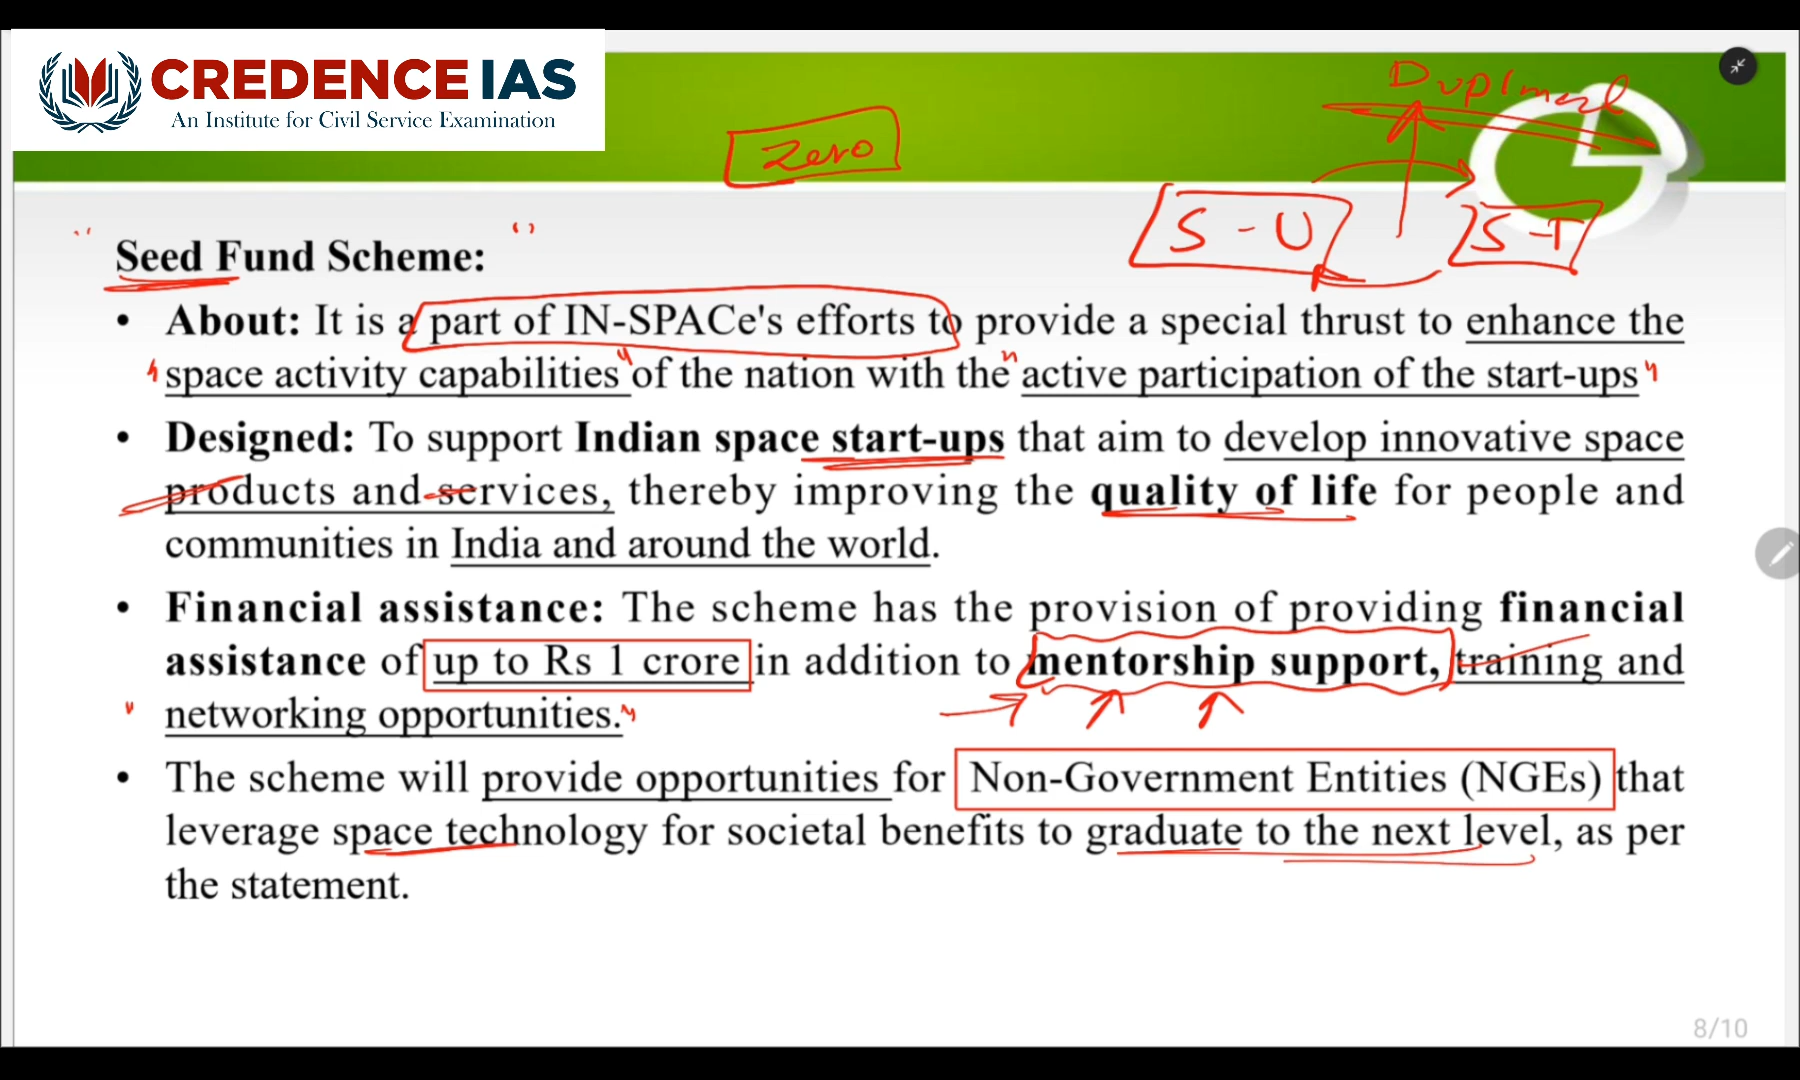 CREDENCE IAS
An Institute for Civil Service Examination
Zero
S - U
S - T
Seed Fund Scheme:
• About: It is a part of IN-SPACe's efforts to provide a special thrust to enhance the
space activity capabilities of the nation with the active participation of the start-ups
• Designed: To support Indian space start-ups that aim to develop innovative space
products and services, thereby improving the quality of life for people and
communities in India and around the world.
• Financial assistance: The scheme has the provision of providing financial
assistance of up to Rs 1 crore in addition to mentorship support, training and
networking opportunities.
• The scheme will provide opportunities for Non-Government Entities (NGEs) that
leverage space technology for societal benefits to graduate to the next level, as per
the statement.
8/10